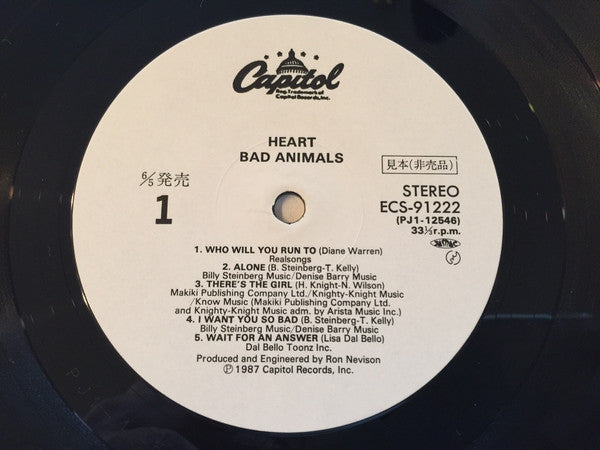 Capitol
Reg. Trademark of
Capitol Records, Inc.
HEART
BAD ANIMALS
見本(非売品)
6/5発売
1
STEREO
ECS-91222
(PJ1-12546)
33⅓r.p.m.
1. WHO WILL YOU RUN TO (Diane Warren)
Realsongs
2. ALONE (B. Steinberg-T. Kelly)
Billy Steinberg Music/Denise Barry Music
3. THERE'S THE GIRL (H. Knight-N. Wilson)
Makiki Publishing Company Ltd./Knighty-Knight Music
/Know Music (Makiki Publishing Company Ltd.
and Knighty-Knight Music adm. by Arista Music Inc.)
4. I WANT YOU SO BAD (B. Steinberg-T. Kelly)
Billy Steinberg Music/Denise Barry Music
5. WAIT FOR AN ANSWER (Lisa Dal Bello)
Dal Bello Toonz Inc.
Produced and Engineered by Ron Nevison
℗ 1987 Capitol Records, Inc.